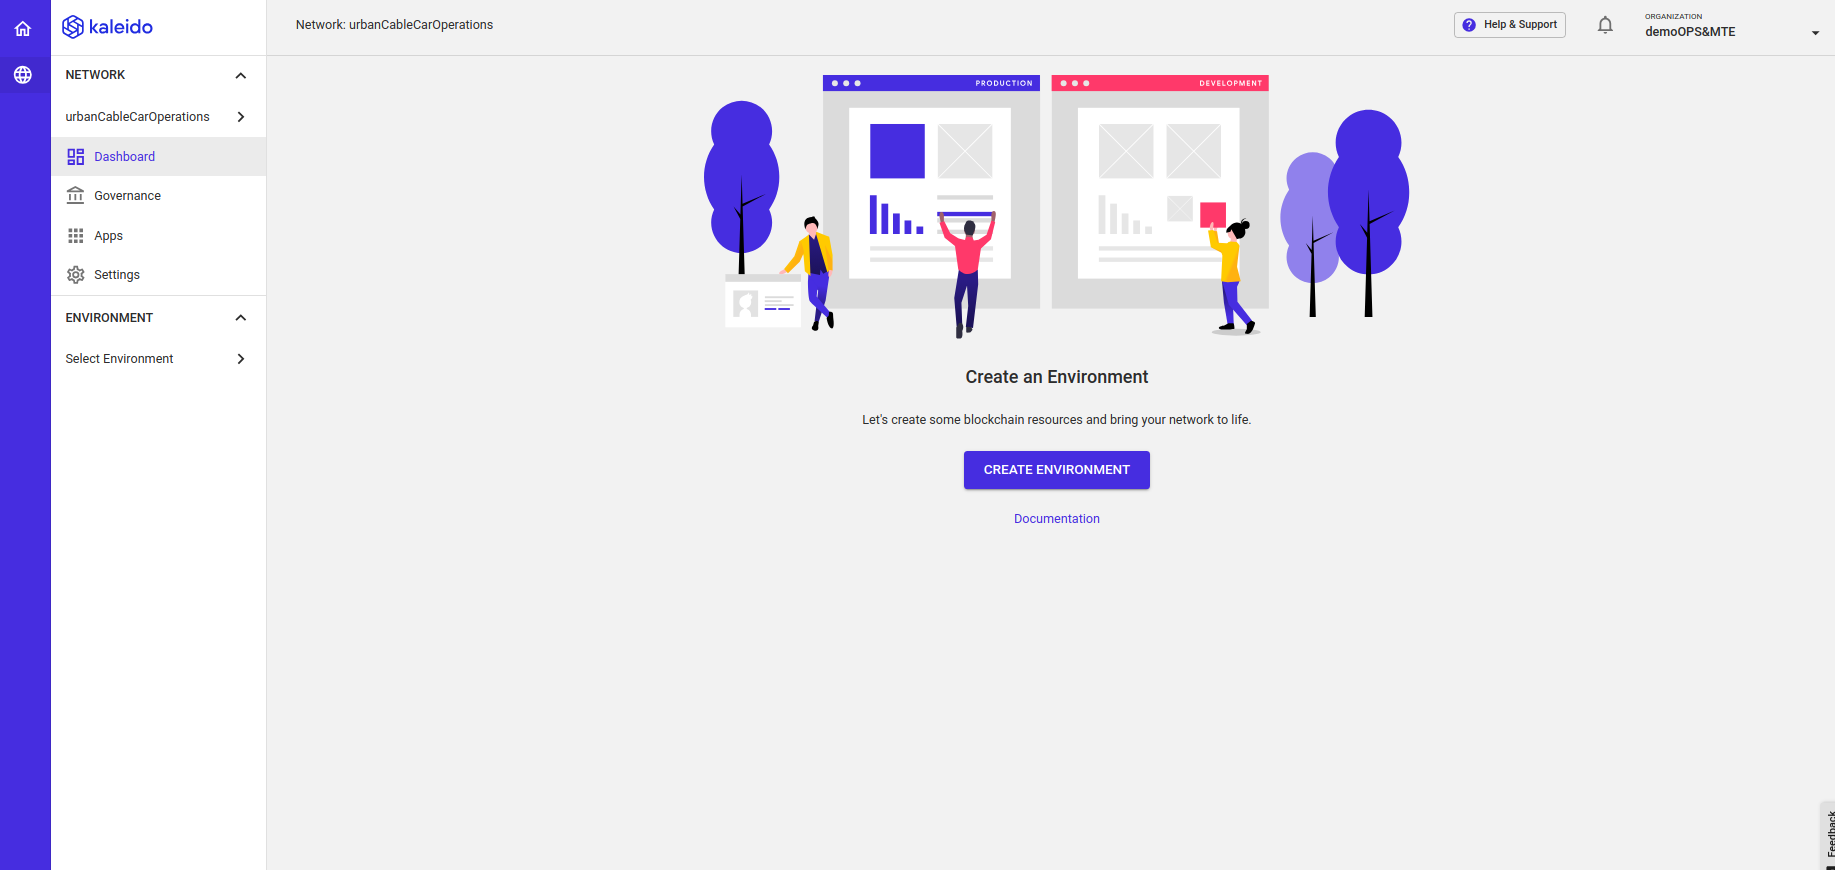 kaleido
Network: urbanCableCarOperations
Help & Support
ORGANIZATION
demoOPS&MTE
NETWORK
urbanCableCarOperations
Dashboard
Governance
Apps
Settings
ENVIRONMENT
Select Environment
PRODUCTION
DEVELOPMENT
Create an Environment
Let's create some blockchain resources and bring your network to life.
CREATE ENVIRONMENT
Documentation
Feedback